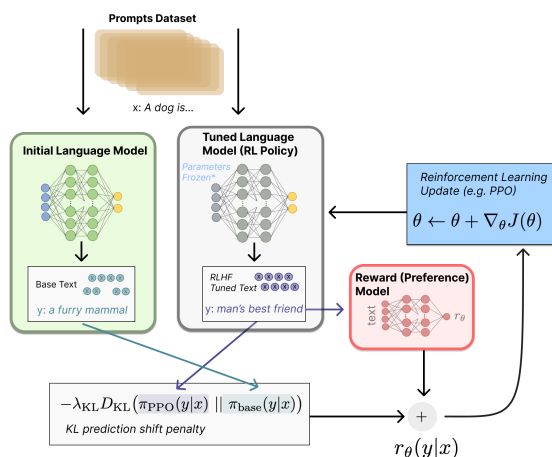 Prompts Dataset
x: A dog is...
Initial Language Model
Tuned Language
Model (RL Policy)
Parameters
Frozen*
Reinforcement Learning
Update (e.g. PPO)
θ ← θ + ∇θJ(θ)
Base Text
x x x x
x x x x
y: a furry mammal
RLHF
Tuned Text
x x x x
x x x x
y: man's best friend
Reward (Preference)
Model
text
rθ
−λKL DKL(πPPO(y|x) || πbase(y|x))
KL prediction shift penalty
+
rθ(y|x)